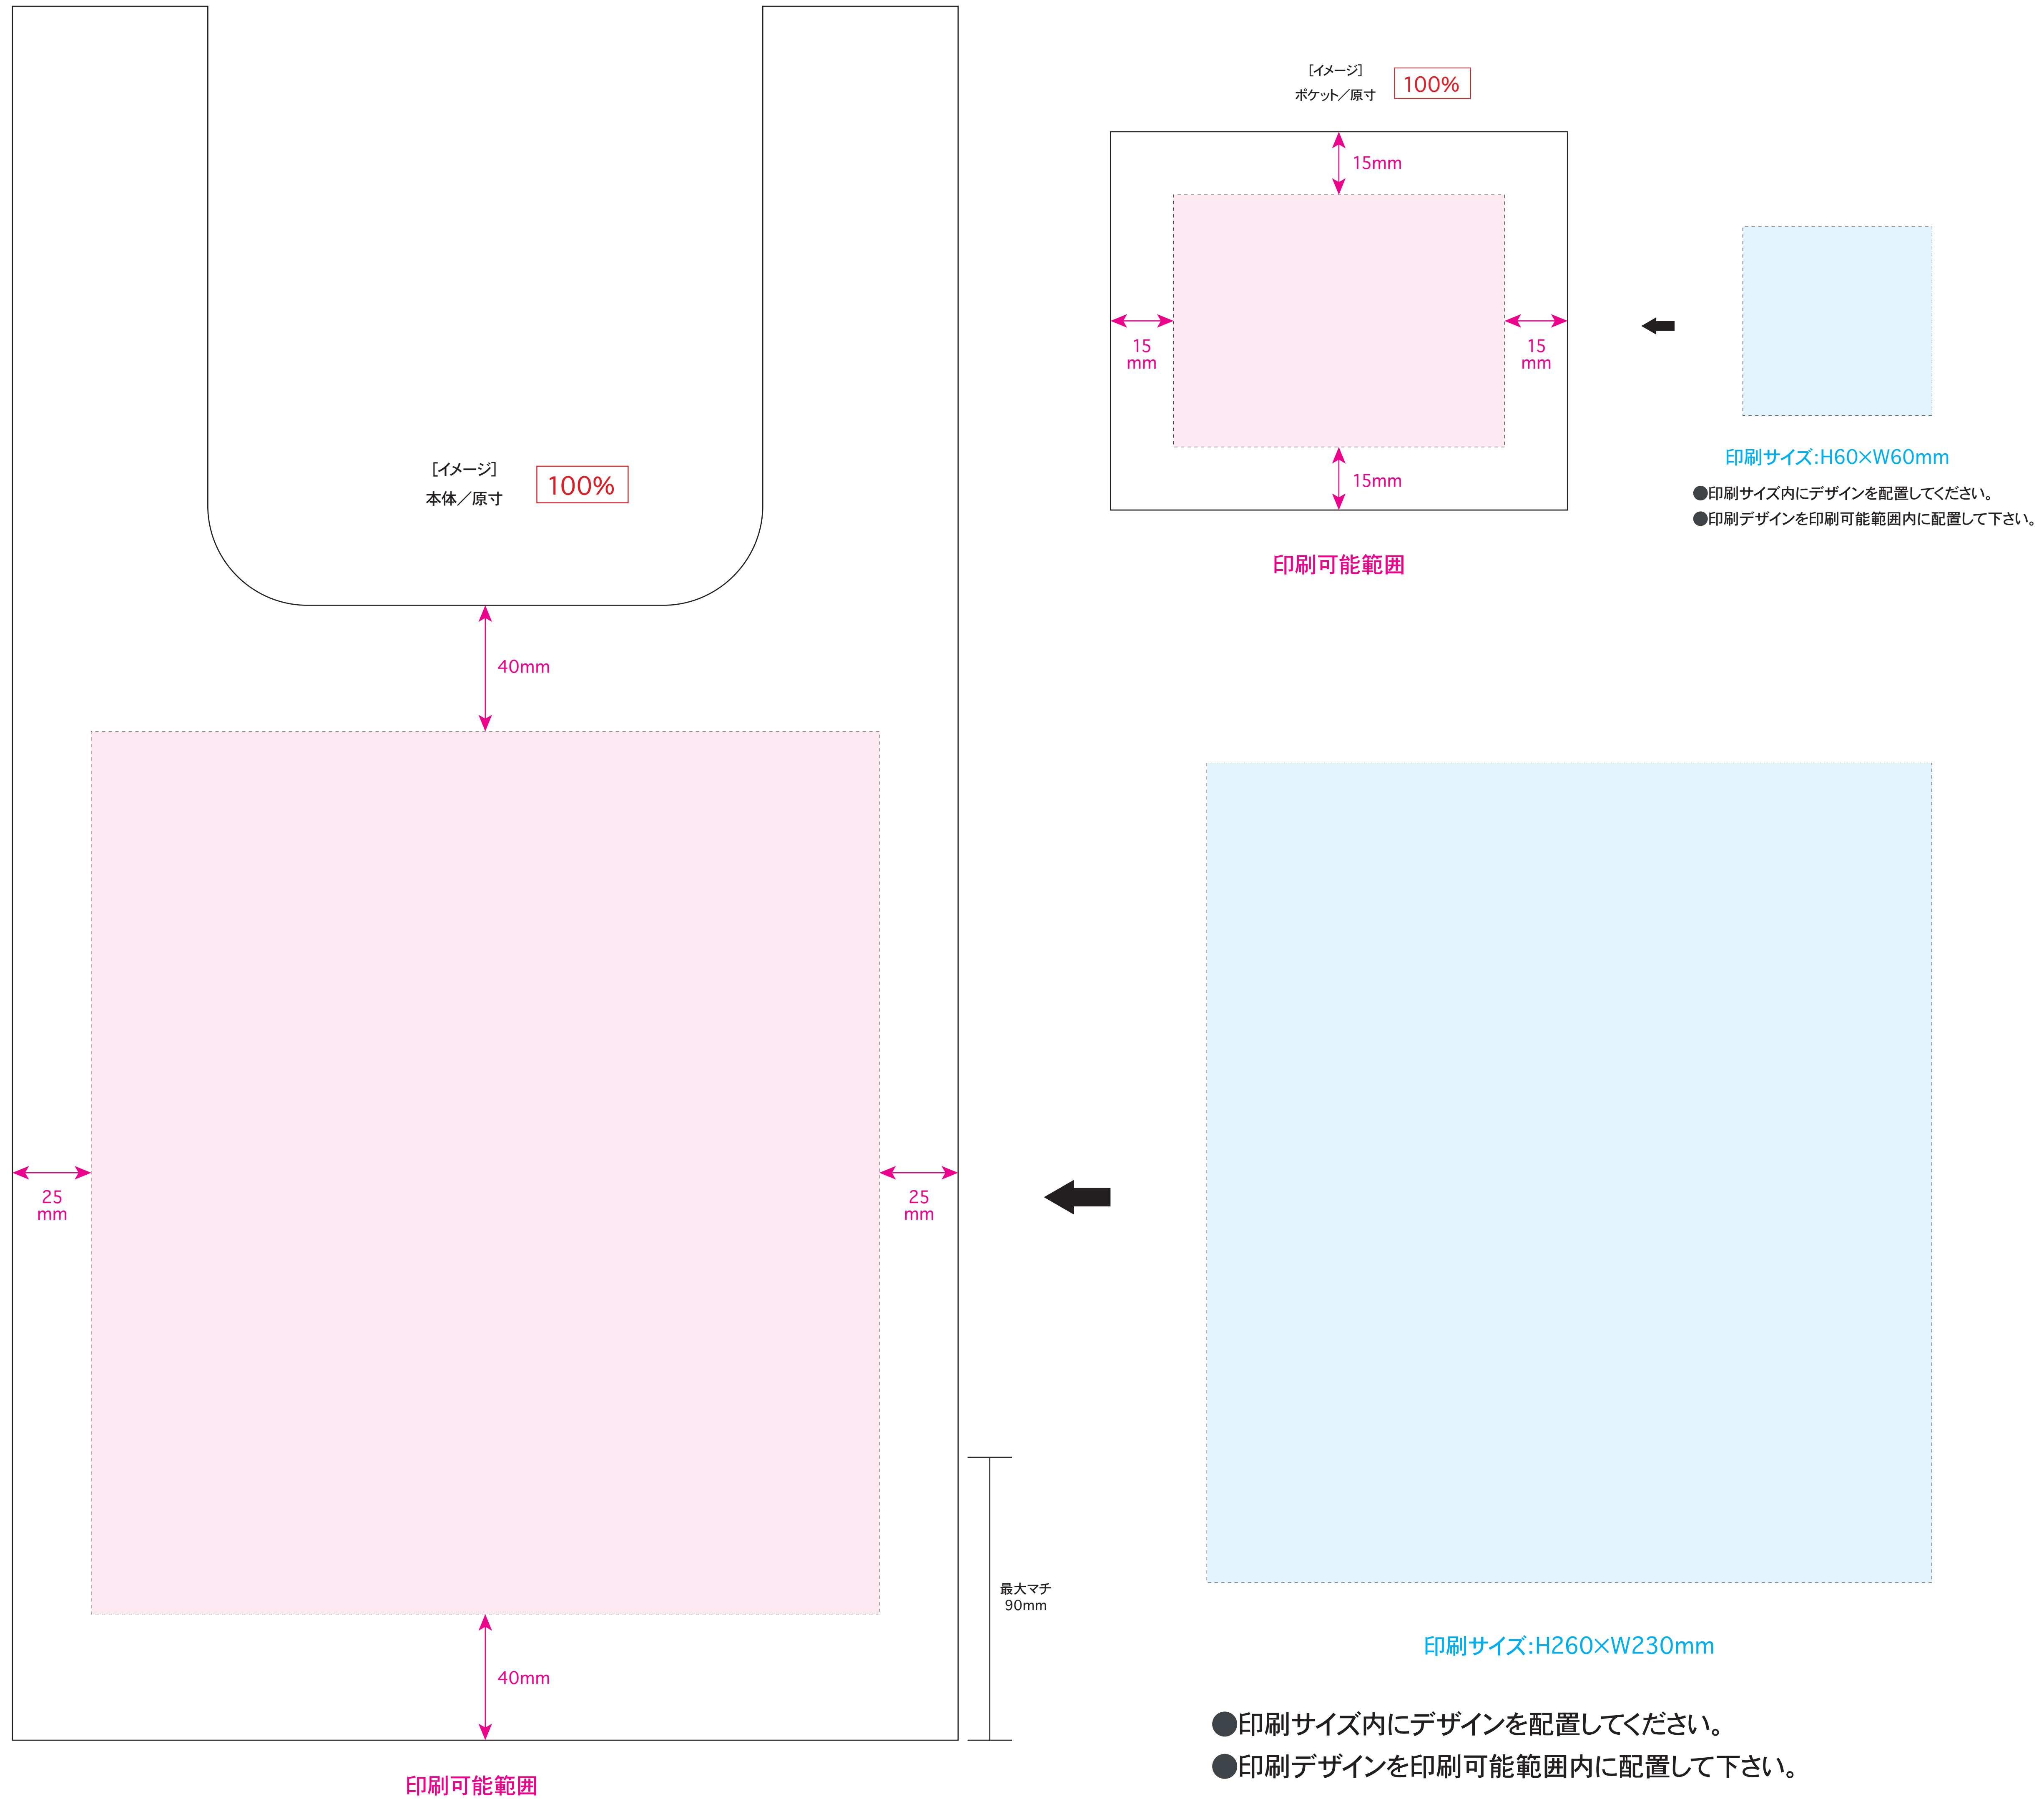 ［イメージ］
本体／原寸
100%
40mm
25
mm
25
mm
40mm
最大マチ
90mm
印刷可能範囲
［イメージ］
ポケット／原寸
100%
15mm
15
mm
15
mm
15mm
印刷可能範囲
印刷サイズ:H60×W60mm
●印刷サイズ内にデザインを配置してください。
●印刷デザインを印刷可能範囲内に配置して下さい。
印刷サイズ:H260×W230mm
●印刷サイズ内にデザインを配置してください。
●印刷デザインを印刷可能範囲内に配置して下さい。